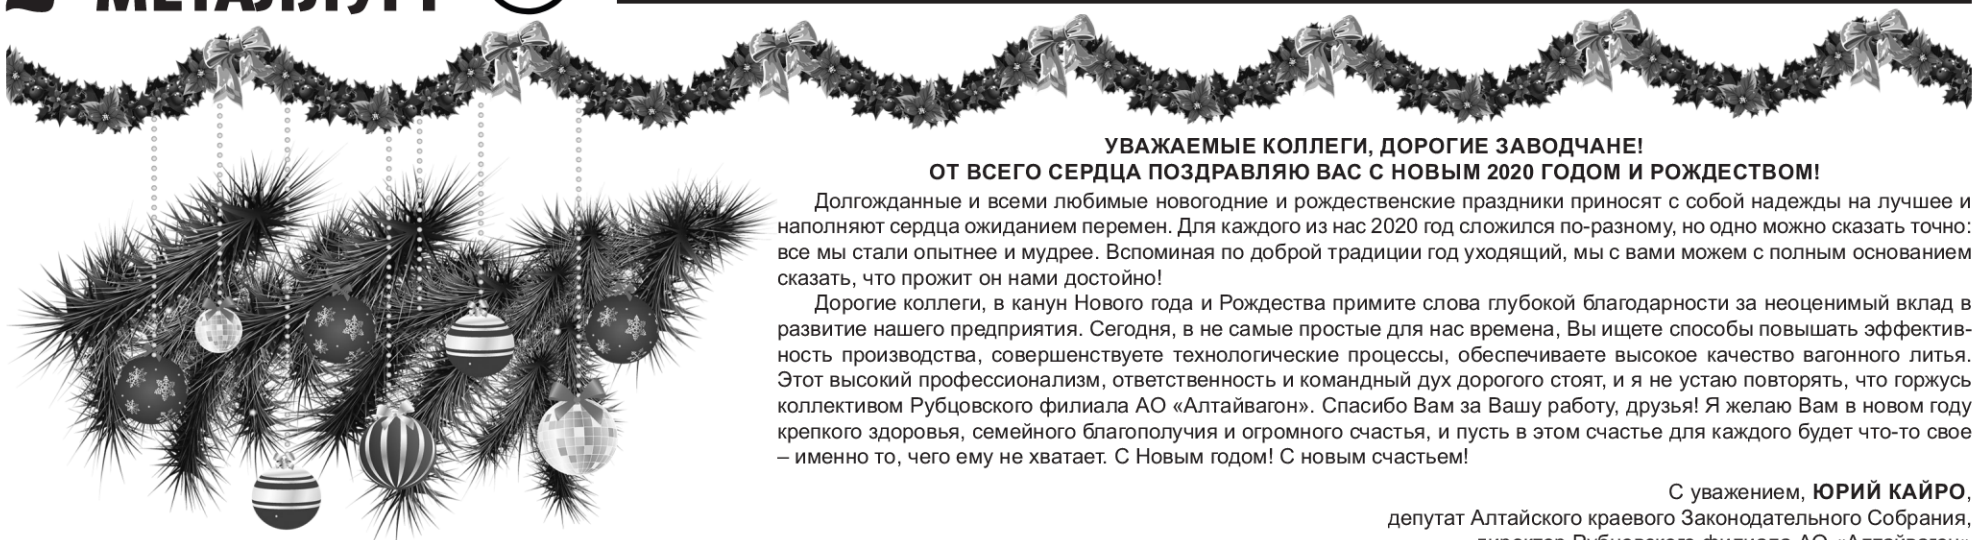 МЕТАЛЛУРГ
УВАЖАЕМЫЕ КОЛЛЕГИ, ДОРОГИЕ ЗАВОДЧАНЕ!
ОТ ВСЕГО СЕРДЦА ПОЗДРАВЛЯЮ ВАС С НОВЫМ 2020 ГОДОМ И РОЖДЕСТВОМ!
Долгожданные и всеми любимые новогодние и рождественские праздники приносят с собой надежды на лучшее и
наполняют сердца ожиданием перемен. Для каждого из нас 2020 год сложился по-разному, но одно можно сказать точно:
все мы стали опытнее и мудрее. Вспоминая по доброй традиции год уходящий, мы с вами можем с полным основанием
сказать, что прожит он нами достойно!
Дорогие коллеги, в канун Нового года и Рождества примите слова глубокой благодарности за неоценимый вклад в
развитие нашего предприятия. Сегодня, в не самые простые для нас времена, Вы ищете способы повышать эффектив-
ность производства, совершенствуете технологические процессы, обеспечиваете высокое качество вагонного литья.
Этот высокий профессионализм, ответственность и командный дух дорогого стоят, и я не устаю повторять, что горжусь
коллективом Рубцовского филиала АО «Алтайвагон». Спасибо Вам за Вашу работу, друзья! Я желаю Вам в новом году
крепкого здоровья, семейного благополучия и огромного счастья, и пусть в этом счастье для каждого будет что-то свое
– именно то, чего ему не хватает. С Новым годом! С новым счастьем!
С уважением, ЮРИЙ КАЙРО,
депутат Алтайского краевого Законодательного Собрания,
директор Рубцовского филиала АО «Алтайвагон»